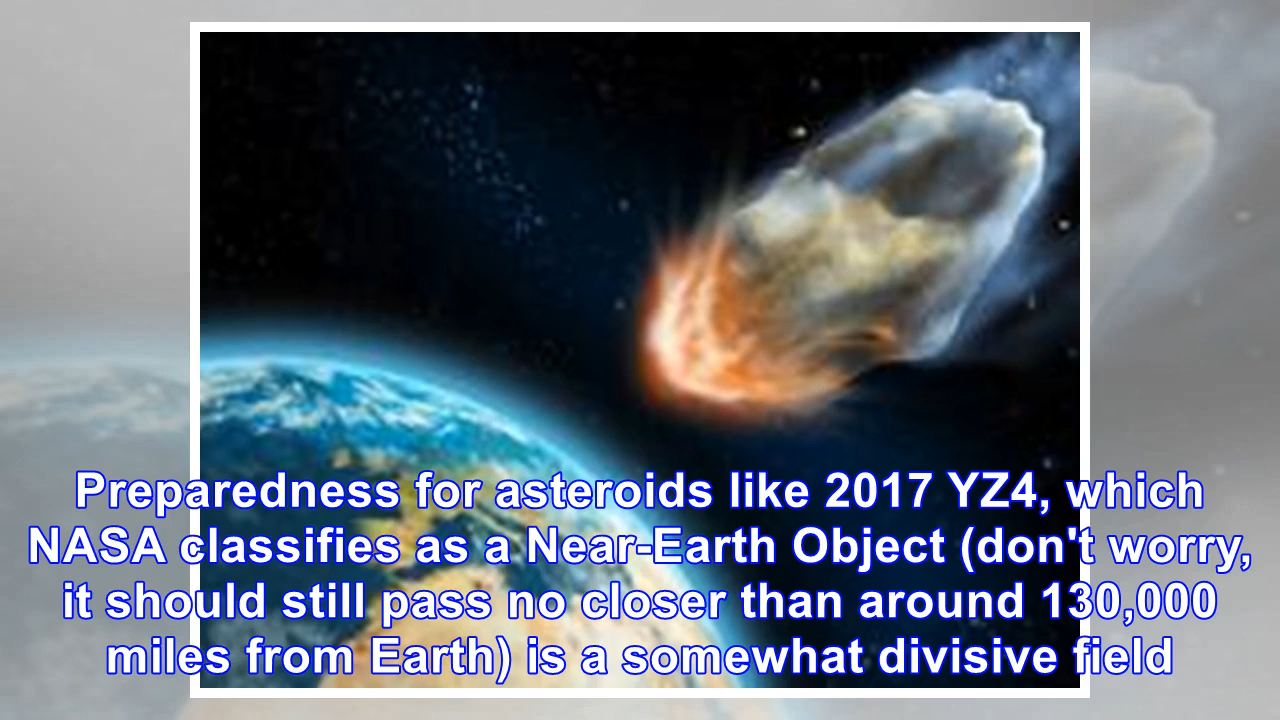 Preparedness for asteroids like 2017 YZ4, which
NASA classifies as a Near-Earth Object (don't worry,
it should still pass no closer than around 130,000
miles from Earth) is a somewhat divisive field